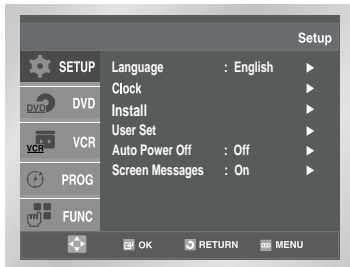 Setup
SETUP
DVD DVD
VCR VCR
PROG
FUNC
Language : English
Clock
Install
User Set
Auto Power Off : Off
Screen Messages : On
OK RETURN MENU